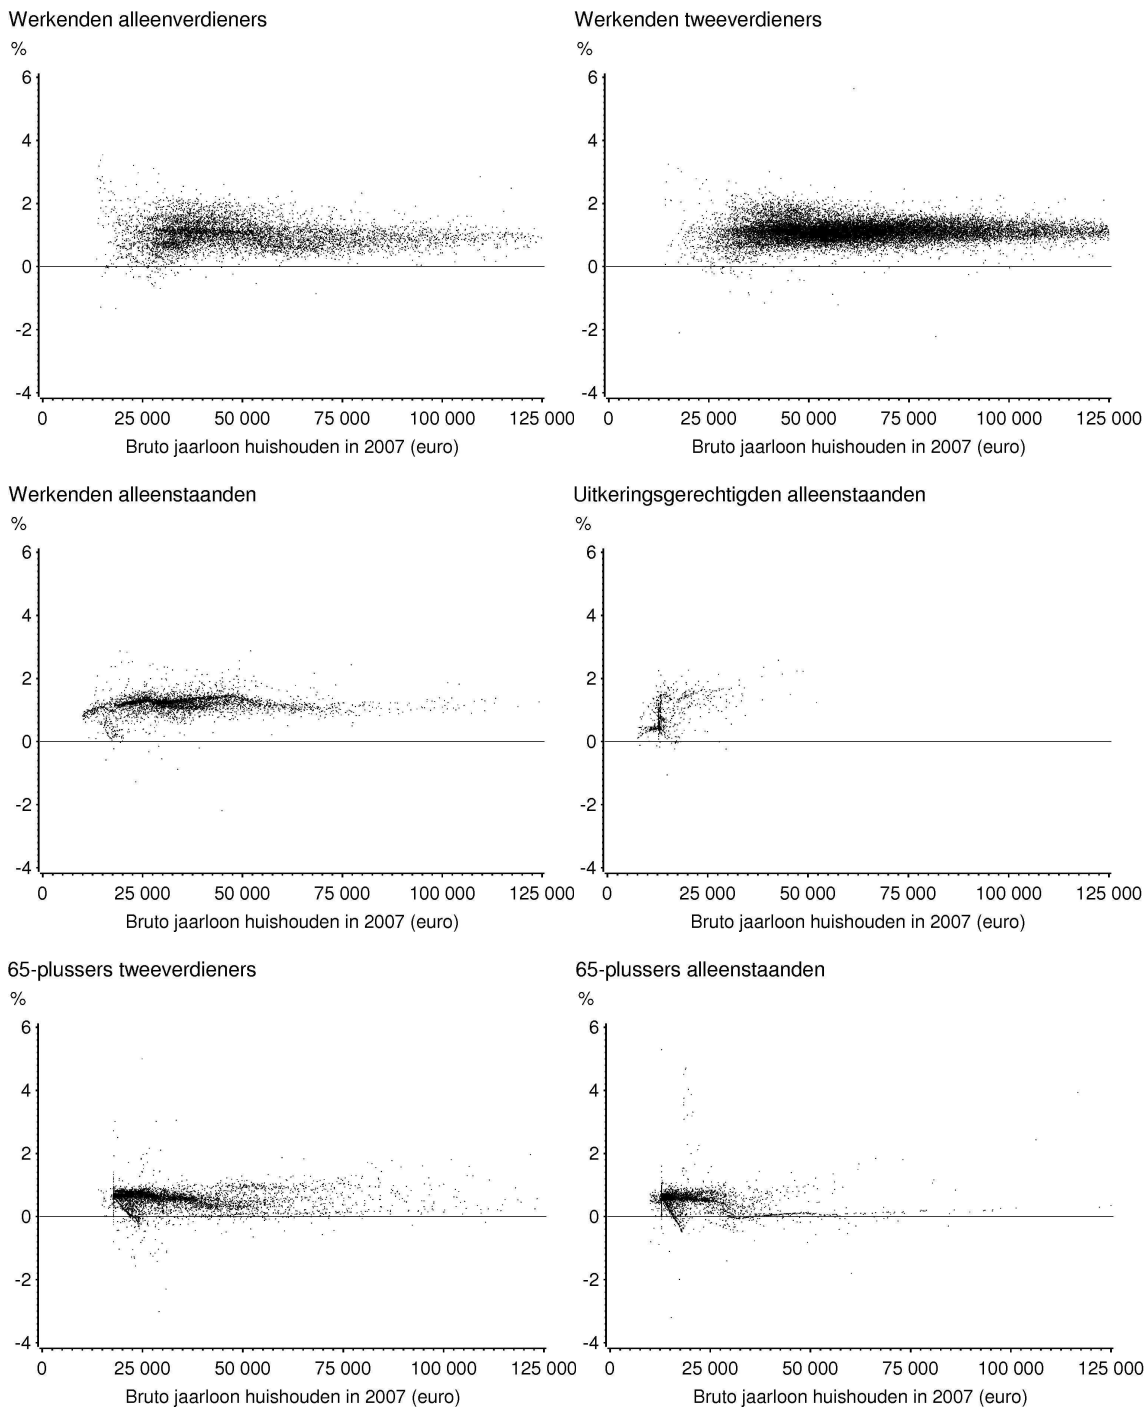 Werkenden alleenverdieners
%
6
4
2
0
-2
-4
0 25 000 50 000 75 000 100 000 125 000
Bruto jaarloon huishouden in 2007 (euro)
Werkenden tweeverdieners
%
6
4
2
0
-2
-4
0 25 000 50 000 75 000 100 000 125 000
Bruto jaarloon huishouden in 2007 (euro)
Werkenden alleenstaanden
%
6
4
2
0
-2
-4
0 25 000 50 000 75 000 100 000 125 000
Bruto jaarloon huishouden in 2007 (euro)
Uitkeringsgerechtigden alleenstaanden
%
6
4
2
0
-2
-4
0 25 000 50 000 75 000 100 000 125 000
Bruto jaarloon huishouden in 2007 (euro)
65-plussers tweeverdieners
%
6
4
2
0
-2
-4
0 25 000 50 000 75 000 100 000 125 000
Bruto jaarloon huishouden in 2007 (euro)
65-plussers alleenstaanden
%
6
4
2
0
-2
-4
0 25 000 50 000 75 000 100 000 125 000
Bruto jaarloon huishouden in 2007 (euro)